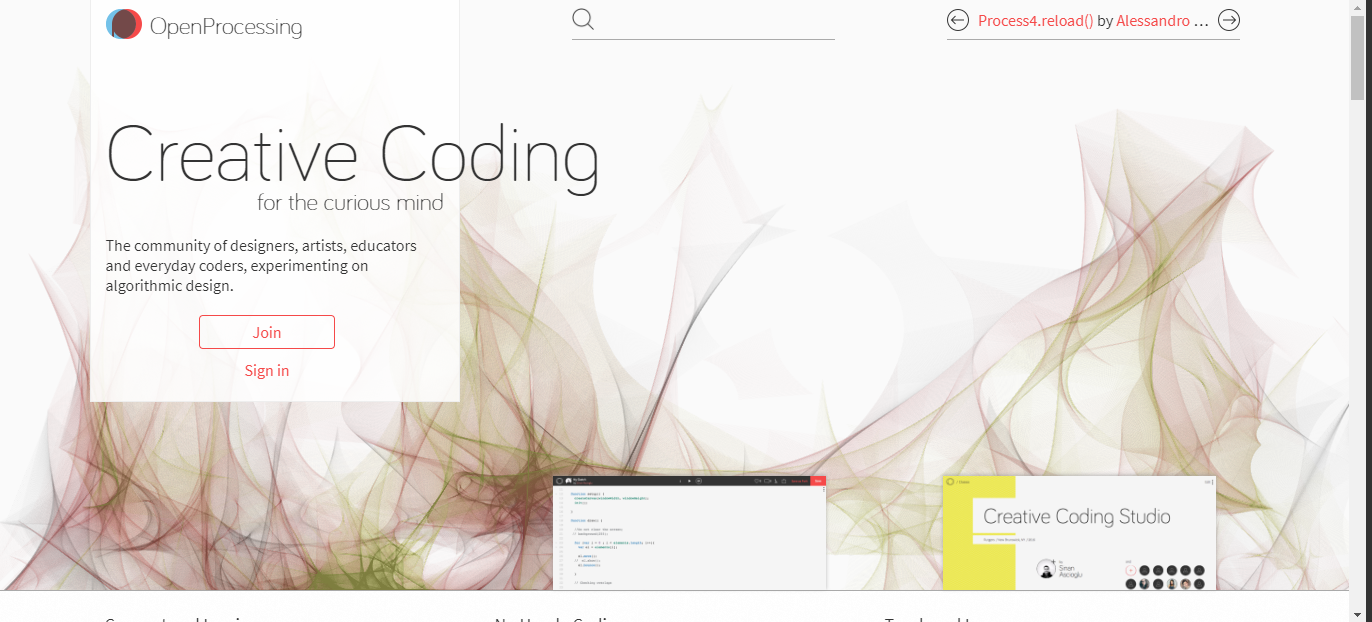 OpenProcessing
Process4.reload() by Alessandro ...
Creative Coding
for the curious mind
The community of designers, artists, educators
and everyday coders, experimenting on
algorithmic design.
Join
Sign in
Creative Coding Studio
Sinan
Ascioglu